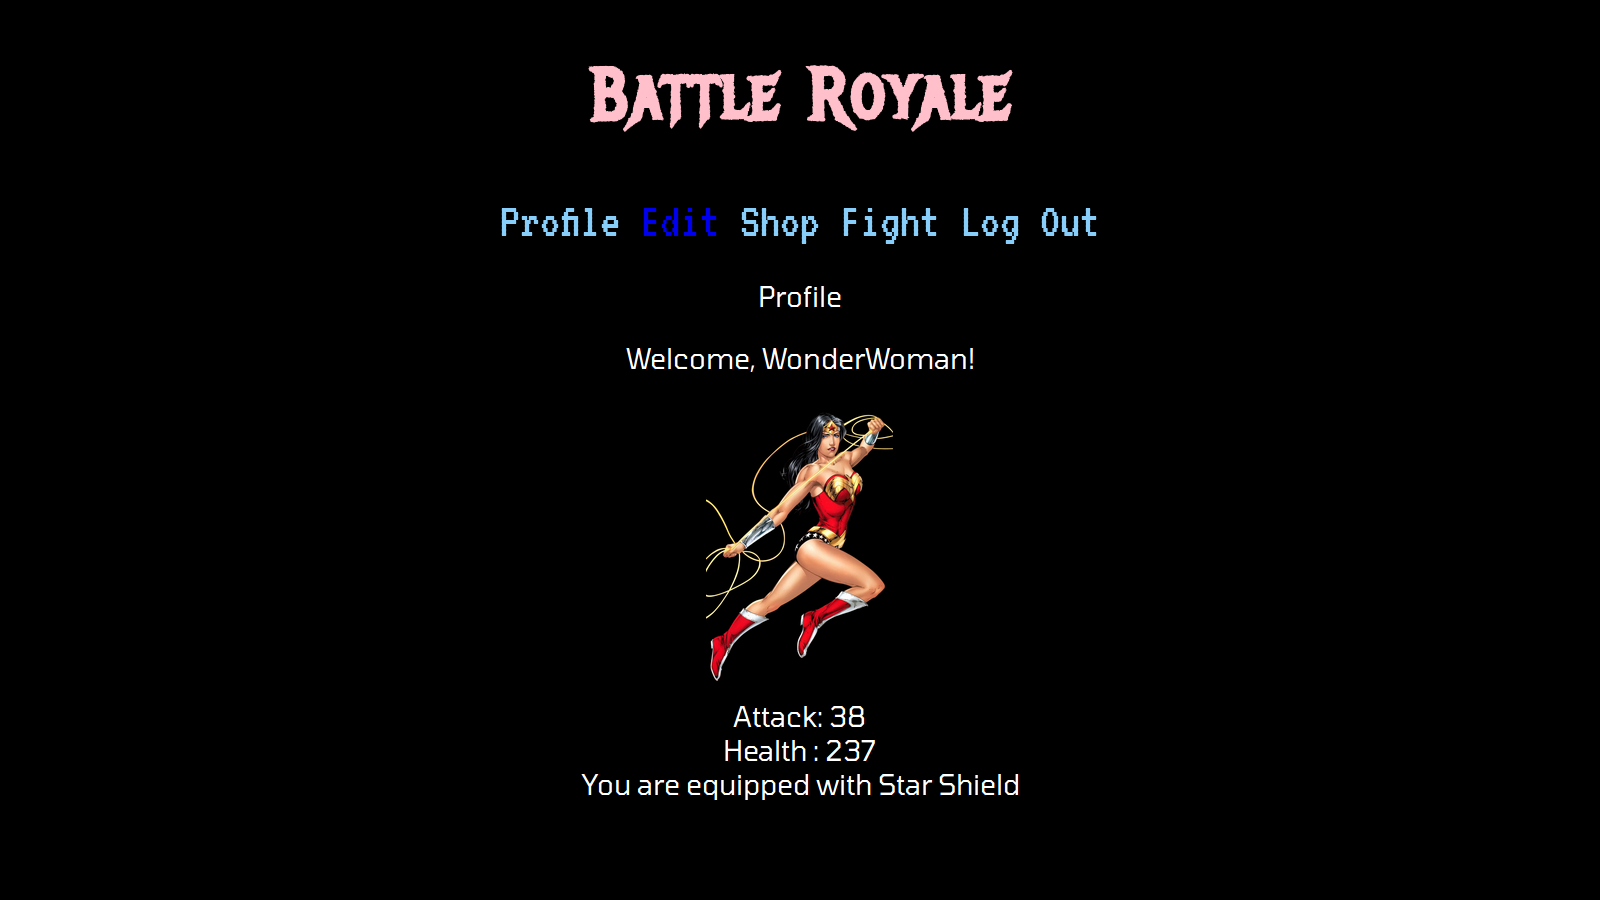 Battle Royale
Profile Edit Shop Fight Log Out
Profile
Welcome, WonderWoman!
Attack: 38
Health : 237
You are equipped with Star Shield